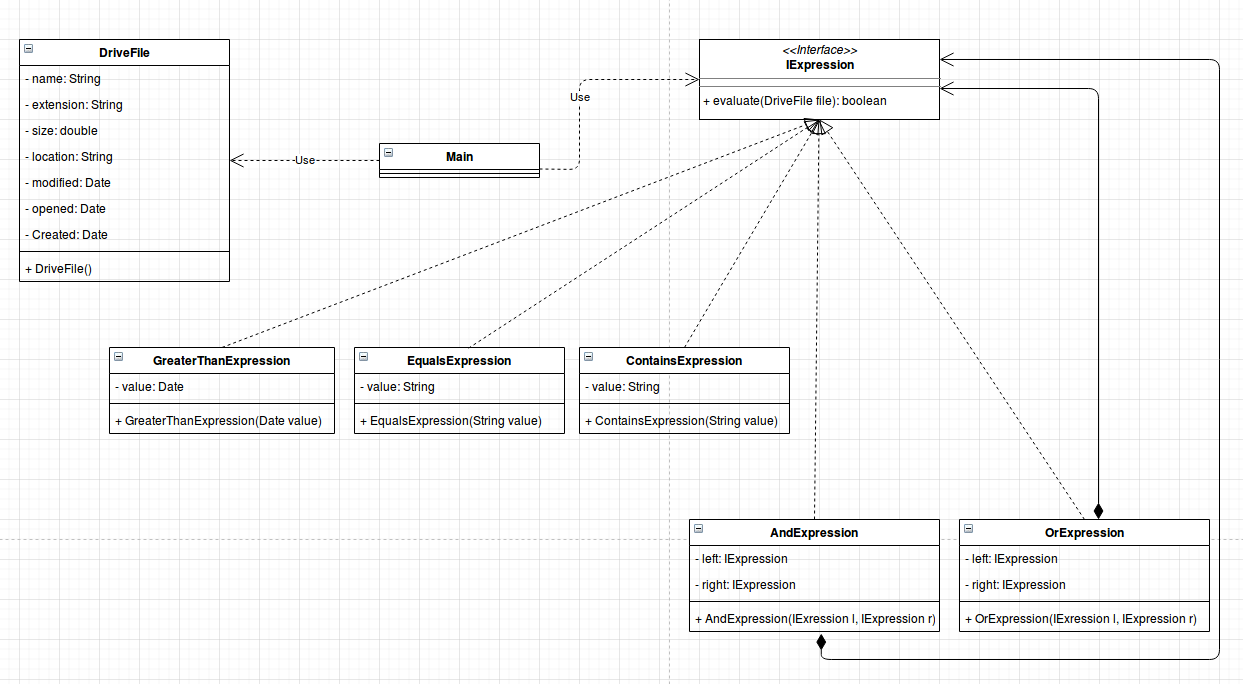 DriveFile
- name: String
- extension: String
- size: double
- location: String
- modified: Date
- opened: Date
- Created: Date
+ DriveFile()
Use
Main
Use
<<Interface>>
IExpression
+ evaluate(DriveFile file): boolean
GreaterThanExpression
- value: Date
+ GreaterThanExpression(Date value)
EqualsExpression
- value: String
+ EqualsExpression(String value)
ContainsExpression
- value: String
+ ContainsExpression(String value)
AndExpression
- left: IExpression
- right: IExpression
+ AndExpression(IExression l, IExpression r)
OrExpression
- left: IExpression
- right: IExpression
+ OrExpression(IExression l, IExpression r)